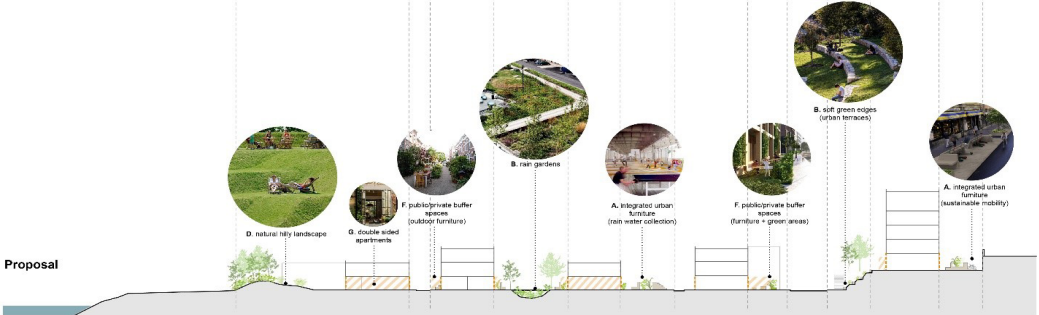 B. soft green edges
(urban terraces)
B. rain gardens
A. integrated urban
furniture
(sustainable mobility)
F. public/private buffer
spaces
(outdoor furniture)
A. integrated urban
furniture
(rain water collection)
F. public/private buffer
spaces
(furniture + green areas)
D. natural hilly landscape
G. double sided
apartments
Proposal